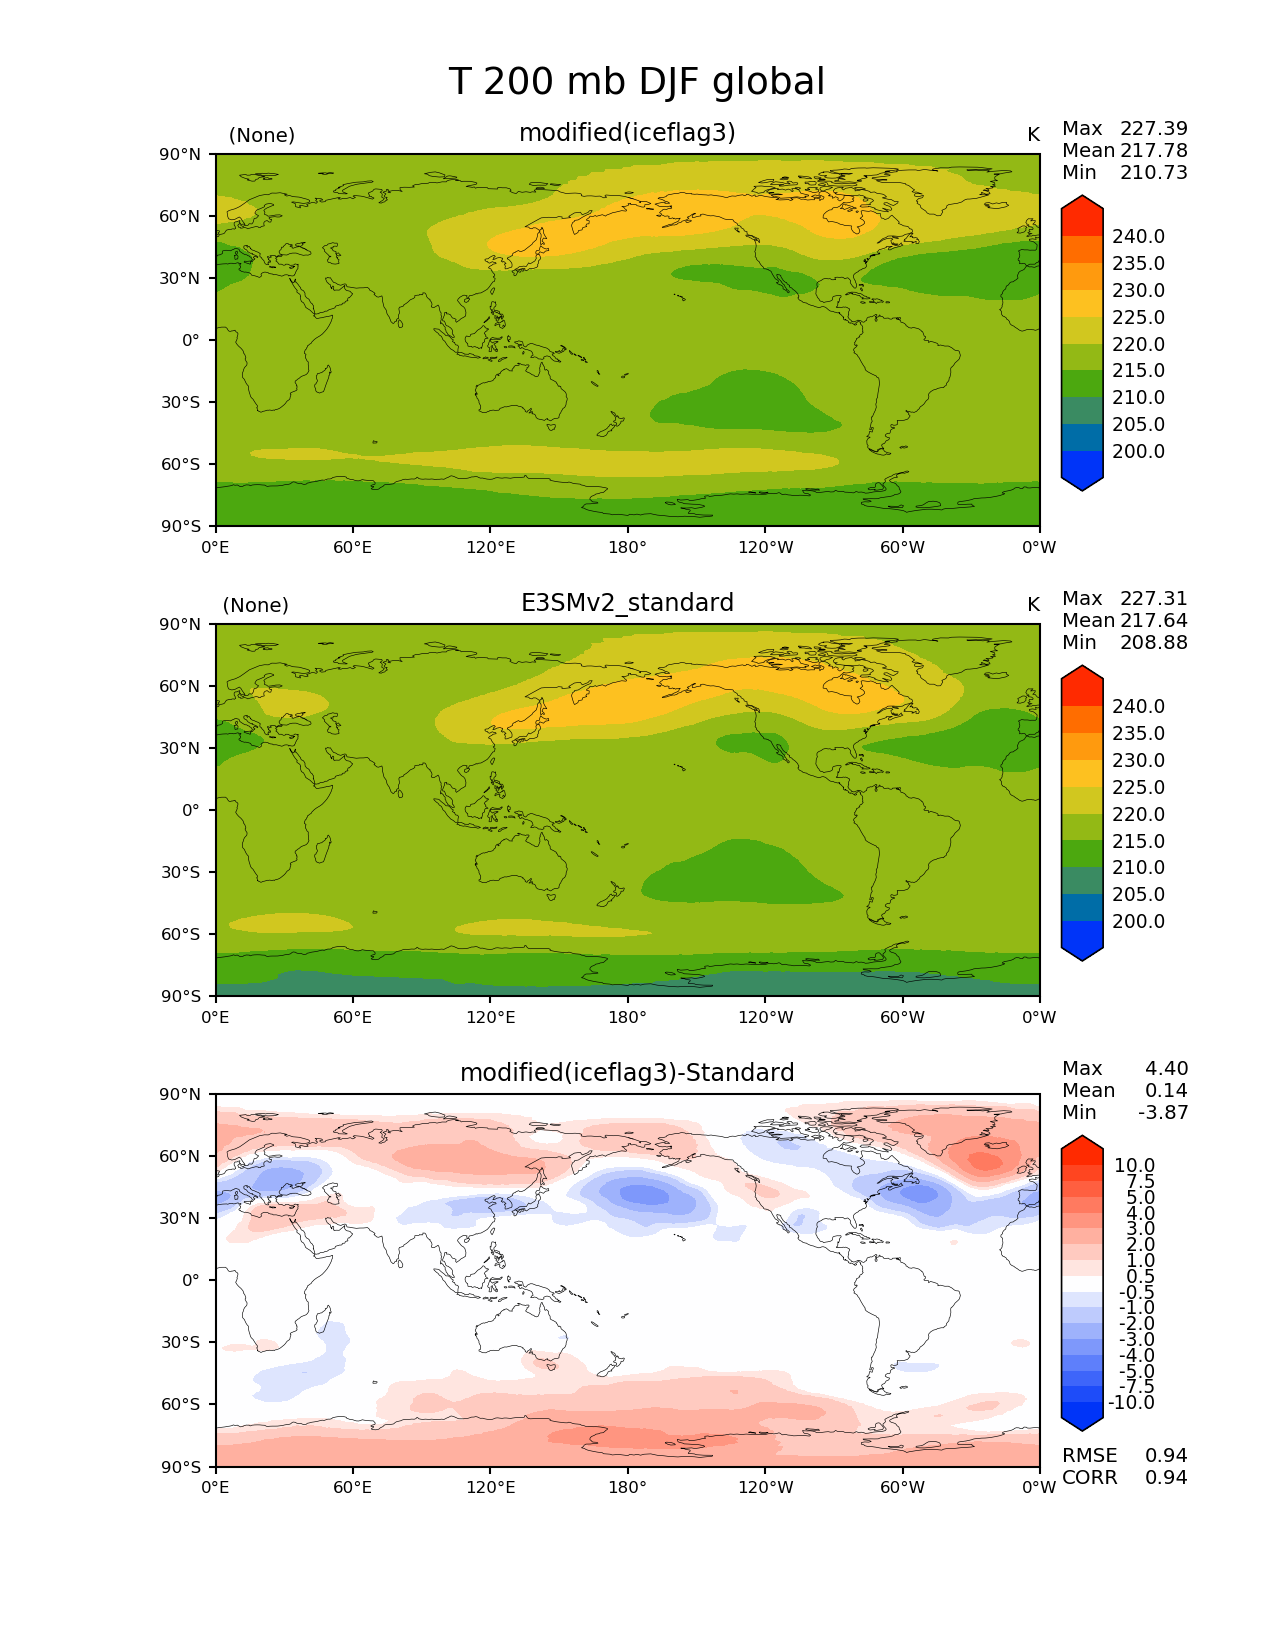 T 200 mb DJF global
(None) modified(iceflag3) K
Max 227.39
Mean 217.78
Min 210.73
90°N
60°N
30°N
0°
30°S
60°S
90°S
0°E 60°E 120°E 180° 120°W 60°W 0°W
240.0
235.0
230.0
225.0
220.0
215.0
210.0
205.0
200.0
(None) E3SMv2_standard K
Max 227.31
Mean 217.64
Min 208.88
90°N
60°N
30°N
0°
30°S
60°S
90°S
0°E 60°E 120°E 180° 120°W 60°W 0°W
240.0
235.0
230.0
225.0
220.0
215.0
210.0
205.0
200.0
modified(iceflag3)-Standard
Max 4.40
Mean 0.14
Min -3.87
90°N
60°N
30°N
0°
30°S
60°S
90°S
0°E 60°E 120°E 180° 120°W 60°W 0°W
10.0
7.5
5.0
4.0
3.0
2.0
1.0
0.5
-0.5
-1.0
-2.0
-3.0
-4.0
-5.0
-7.5
-10.0
RMSE 0.94
CORR 0.94